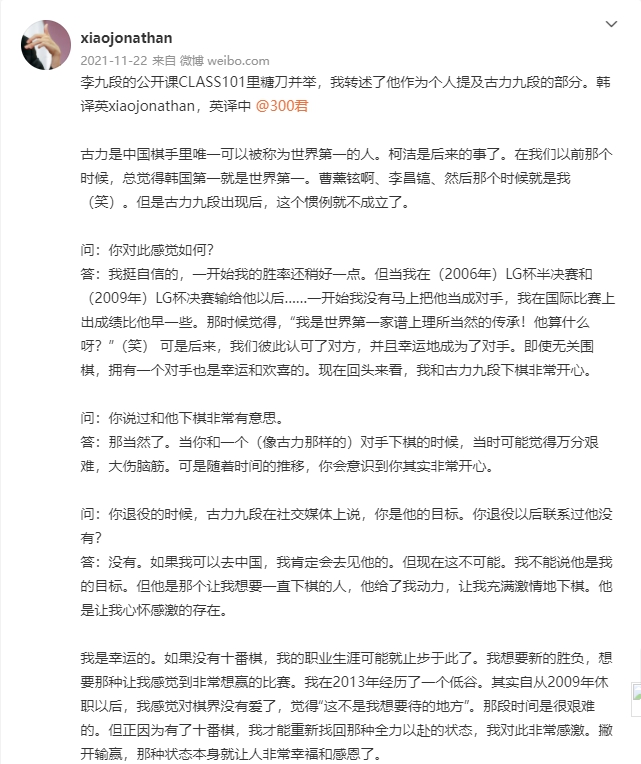 xiaojonathan
2021-11-22 来自 微博 weibo.com
李九段的公开课CLASS101里糖刀并举，我转述了他作为个人提及古力九段的部分。韩
译英xiaojonathan，英译中 @300君
古力是中国棋手里唯一可以被称为世界第一的人。柯洁是后来的事了。在我们以前那个
时候，总觉得韩国第一就是世界第一。曹薰铉啊、李昌镐、然后那个时候就是我
（笑）。但是古力九段出现后，这个惯例就不成立了。
问：你对此感觉如何？
答：我挺自信的，一开始我的胜率还稍好一点。但当我在（2006年）LG杯半决赛和
（2009年）LG杯决赛输给他以后......一开始我没有马上把他当成对手，我在国际比赛上
出成绩比他早一些。那时候觉得，“我是世界第一家谱上理所当然的传承！他算什么
呀？”（笑） 可是后来，我们彼此认可了对方，并且幸运地成为了对手。即使无关围
棋，拥有一个对手也是幸运和欢喜的。现在回头来看，我和古力九段下棋非常开心。
问：你说过和他下棋非常有意思。
答：那当然了。当你和一个（像古力那样的）对手下棋的时候，当时可能觉得万分艰
难，大伤脑筋。可是随着时间的推移，你会意识到你其实非常开心。
问：你退役的时候，古力九段在社交媒体上说，你是他的目标。你退役以后联系过他没
有？
答：没有。如果我可以去中国，我肯定会去见他的。但现在这不可能。我不能说他是我
的目标。但他是那个让我想要一直下棋的人，他给了我动力，让我充满激情地下棋。他
是让我心怀感激的存在。
我是幸运的。如果没有十番棋，我的职业生涯可能就止步于此了。我想要新的胜负，想
要那种让我感觉到非常想赢的比赛。我在2013年经历了一个低谷。其实自从2009年休
职以后，我感觉对棋界没有爱了，觉得“这不是我想要待的地方”。那段时间是很艰难
的。但正因为有了十番棋，我才能重新找回那种全力以赴的状态，我对此非常感激。撇
开输赢，那种状态本身就让人非常幸福和感恩了。